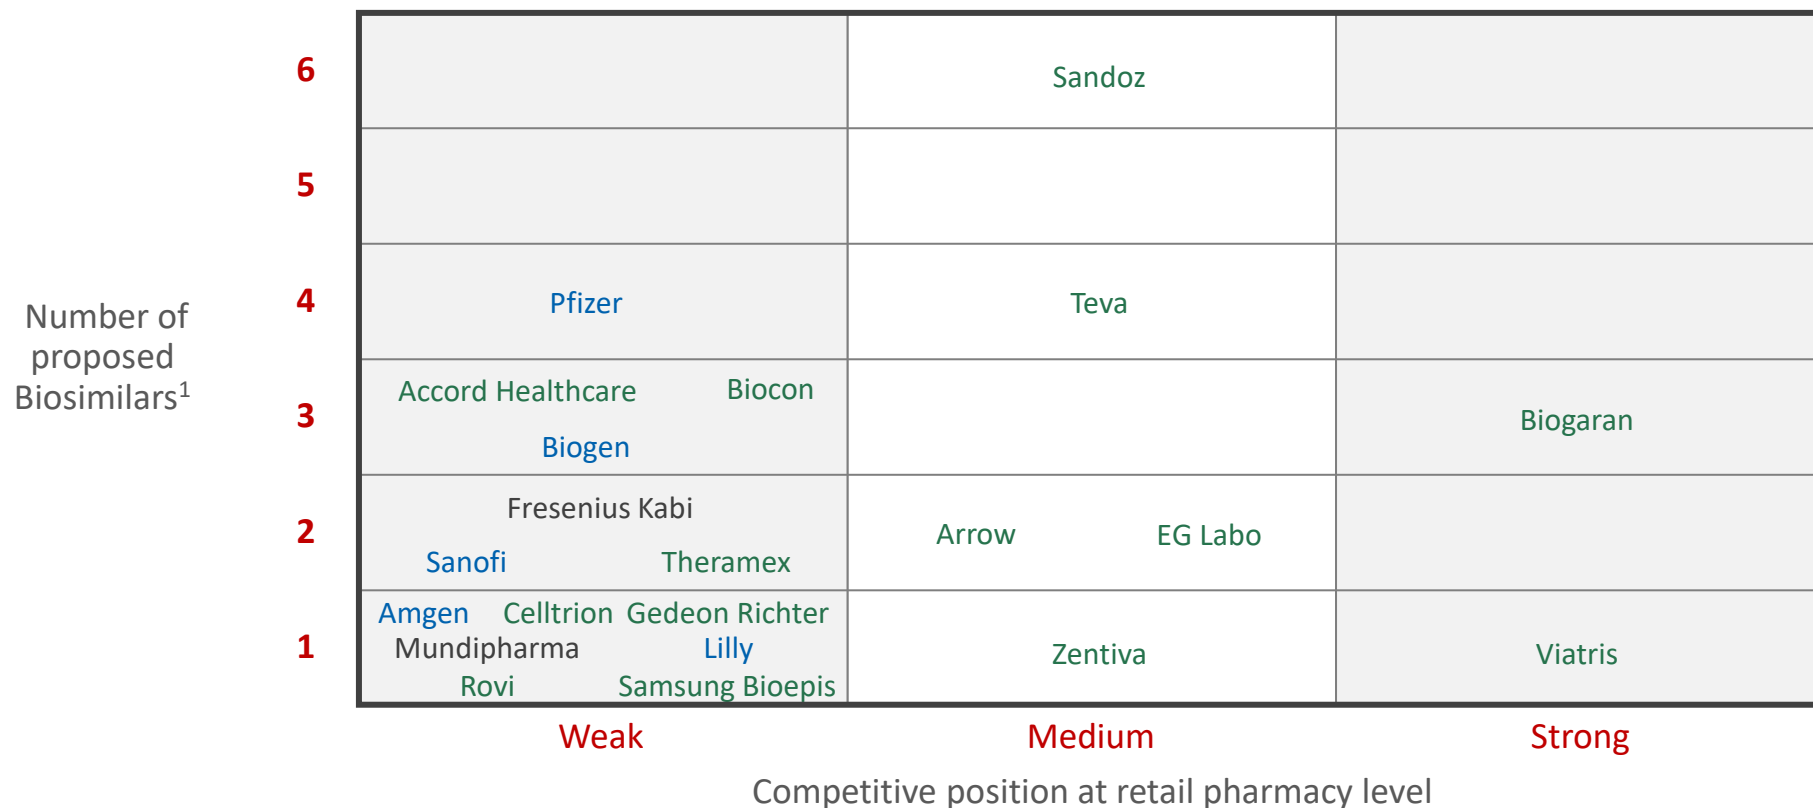 6
Sandoz
5
Number of
proposed
Biosimilars¹
4
Pfizer
Teva
3
Accord Healthcare
Biocon
Biogen
Biogaran
2
Fresenius Kabi
Sanofi
Theramex
Arrow
EG Labo
1
Amgen Celltrion Gedeon Richter
Mundipharma Lilly
Rovi Samsung Bioepis
Zentiva
Viatris
Weak
Medium
Strong
Competitive position at retail pharmacy level